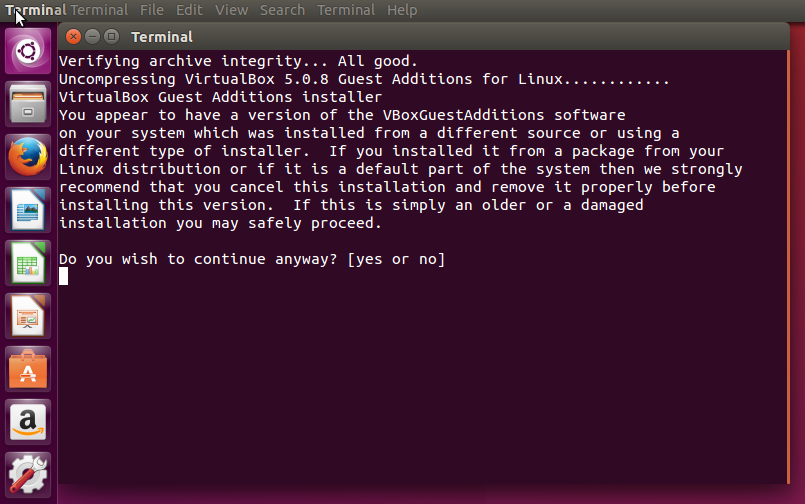 Terminal Terminal File Edit View Search Terminal Help
Terminal
Verifying archive integrity... All good.
Uncompressing VirtualBox 5.0.8 Guest Additions for Linux............
VirtualBox Guest Additions installer
You appear to have a version of the VBoxGuestAdditions software
on your system which was installed from a different source or using a
different type of installer.  If you installed it from a package from your
Linux distribution or if it is a default part of the system then we strongly
recommend that you cancel this installation and remove it properly before
installing this version.  If this is simply an older or a damaged
installation you may safely proceed.
Do you wish to continue anyway? [yes or no]